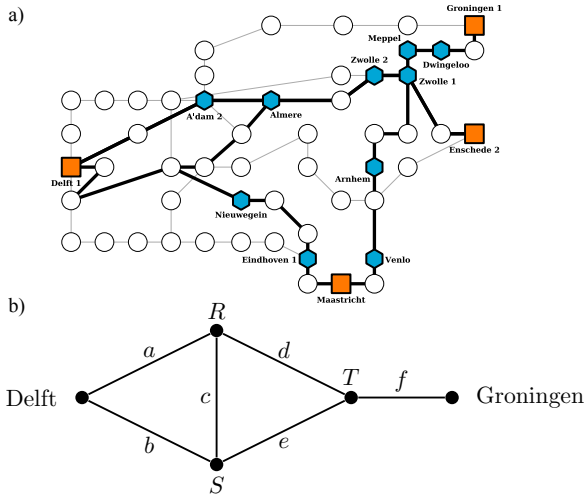 a)
Groningen 1
Meppel
Dwingeloo
Zwolle 2
Zwolle 1
A'dam 2
Almere
Enschede 2
Delft 1
Arnhem
Nieuwegein
Eindhoven 1
Venlo
Maastricht
b)
R
a
d
Delft
c
T
f
Groningen
b
e
S